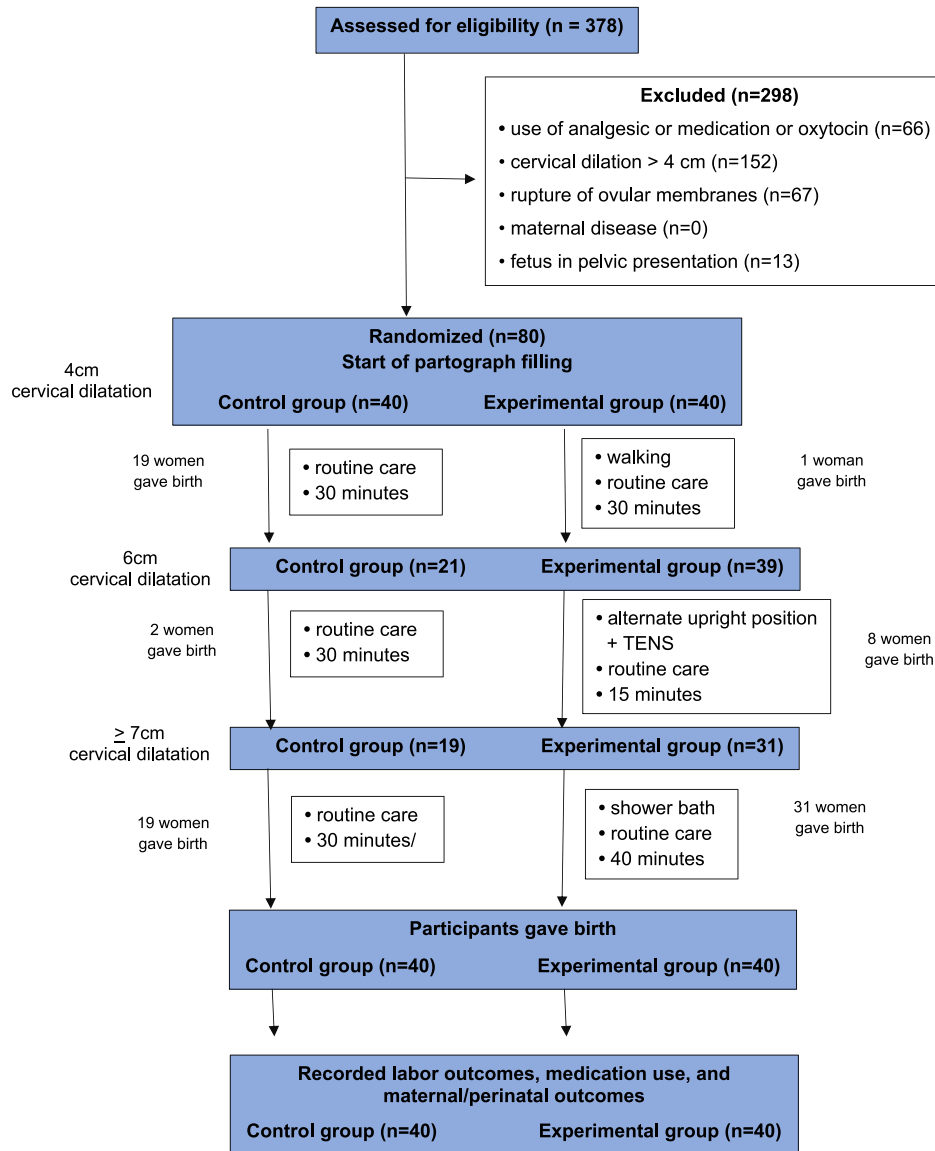 Assessed for eligibility (n = 378)
Excluded (n=298)
• use of analgesic or medication or oxytocin (n=66)
• cervical dilation > 4 cm (n=152)
• rupture of ovular membranes (n=67)
• maternal disease (n=0)
• fetus in pelvic presentation (n=13)
Randomized (n=80)
Start of partograph filling
Control group (n=40) Experimental group (n=40)
4cm
cervical dilatation
19 women
gave birth
• routine care
• 30 minutes
• walking
• routine care
• 30 minutes
1 woman
gave birth
6cm
cervical dilatation
Control group (n=21) Experimental group (n=39)
2 women
gave birth
• routine care
• 30 minutes
• alternate upright position
+ TENS
• routine care
• 15 minutes
8 women
gave birth
≥ 7cm
cervical dilatation
Control group (n=19) Experimental group (n=31)
19 women
gave birth
• routine care
• 30 minutes/
• shower bath
• routine care
• 40 minutes
31 women
gave birth
Participants gave birth
Control group (n=40) Experimental group (n=40)
Recorded labor outcomes, medication use, and
maternal/perinatal outcomes
Control group (n=40) Experimental group (n=40)